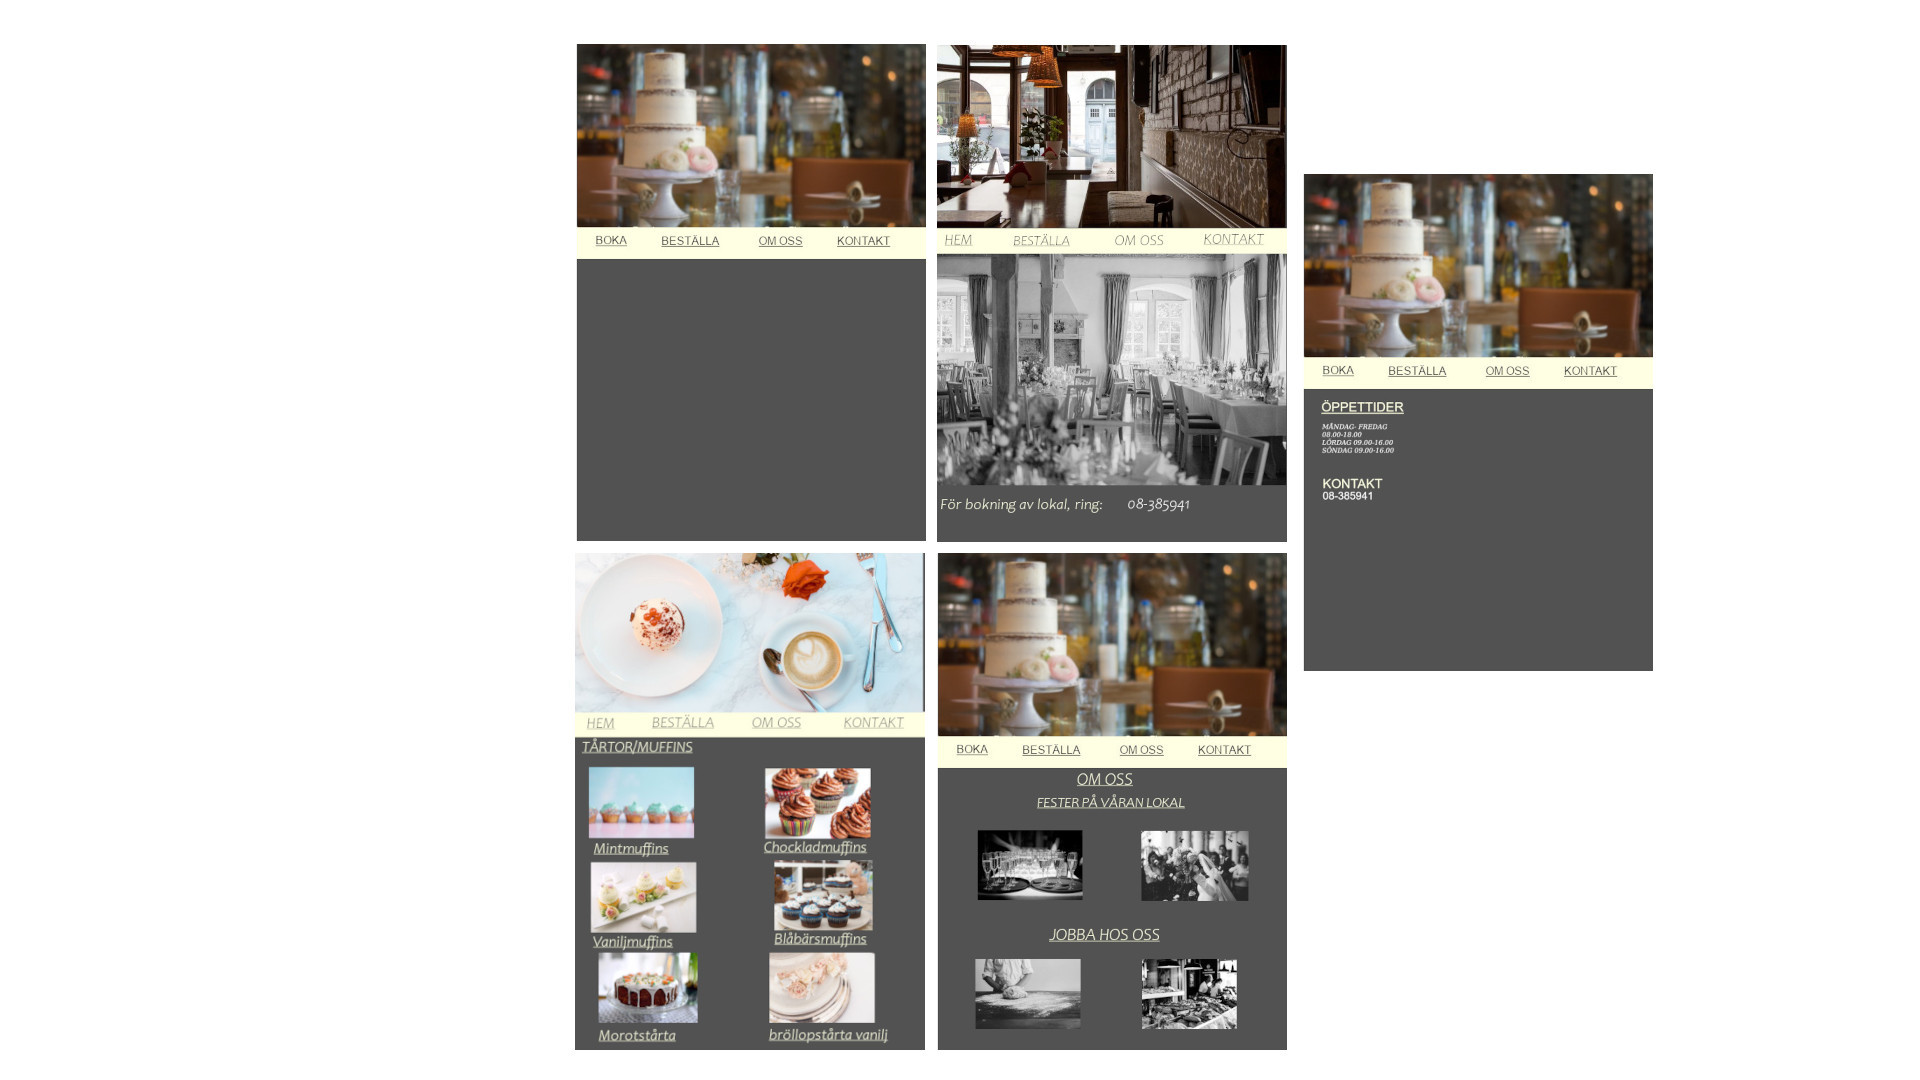 BOKA BESTÄLLA OM OSS KONTAKT
HEM BESTÄLLA OM OSS KONTAKT
För bokning av lokal, ring: 08-385941
BOKA BESTÄLLA OM OSS KONTAKT
ÖPPETTIDER
MÅNDAG- FREDAG
08.00-18.00
LÖRDAG 09.00-16.00
SÖNDAG 09.00-16.00
KONTAKT
08-385941
HEM BESTÄLLA OM OSS KONTAKT
TÅRTOR/MUFFINS
Mintmuffins Chockladmuffins
Vaniljmuffins Blåbärsmuffins
Morotstårta bröllopstårta vanilj
BOKA BESTÄLLA OM OSS KONTAKT
OM OSS
FESTER PÅ VÅRAN LOKAL
JOBBA HOS OSS